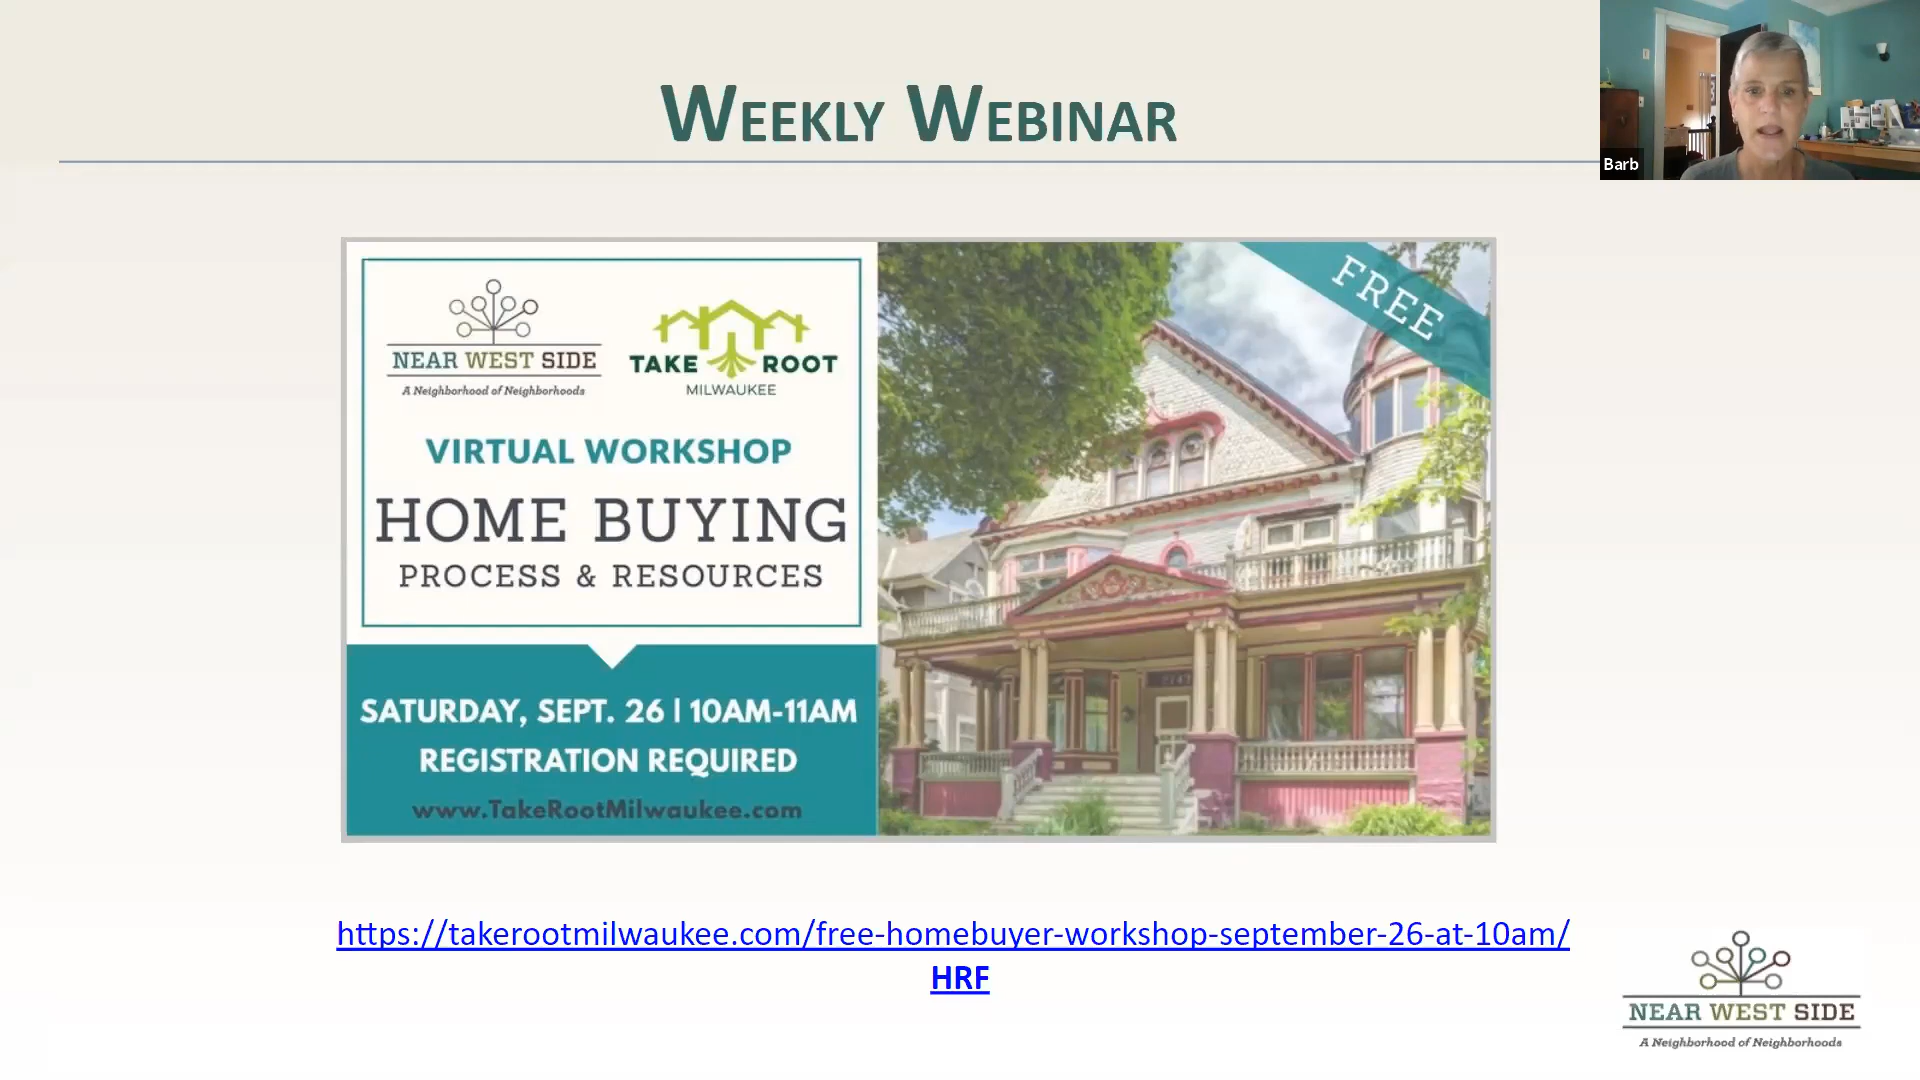 WEEKLY WEBINAR
Barb
NEAR WEST SIDE
A Neighborhood of Neighborhoods
TAKE ROOT
MILWAUKEE
FREE
VIRTUAL WORKSHOP
HOME BUYING
PROCESS & RESOURCES
SATURDAY, SEPT. 26 | 10AM-11AM
REGISTRATION REQUIRED
www.TakeRootMilwaukee.com
https://takerootmilwaukee.com/free-homebuyer-workshop-september-26-at-10am/
HRF
NEAR WEST SIDE
A Neighborhood of Neighborhoods